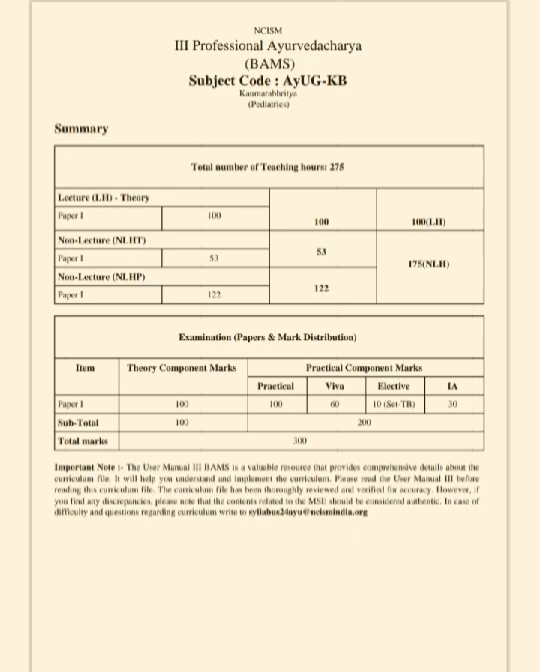 NCISM
III Professional Ayurvedacharya
(BAMS)
Subject Code : AyUG-KB
Kaumarabhritya
(Pediatrics)
Summary
Total number of Teaching hours: 275
Lecture (LH) - Theory
Paper I 100 100 100(LH)
Non-Lecture (NLHT)
Paper I 53 53 175(NLH)
Non-Lecture (NLHP)
Paper I 122 122
Examination (Papers & Mark Distribution)
Item Theory Component Marks Practical Component Marks
Practical Viva Elective IA
Paper I 100 100 60 10 (Set-TB) 30
Sub-Total 100 200
Total marks 300
Important Note :- The User Manual III BAMS is a valuable resource that provides comprehensive details about the
curriculum file. It will help you understand and implement the curriculum. Please read the User Manual III before
reading this curriculum file. The curriculum file has been thoroughly reviewed and verified for accuracy. However, if
you find any discrepancies, please note that the contents related to the MSE should be considered authentic. In case of
difficulty and questions regarding curriculum write to syllabus24ayu@ncismindia.org